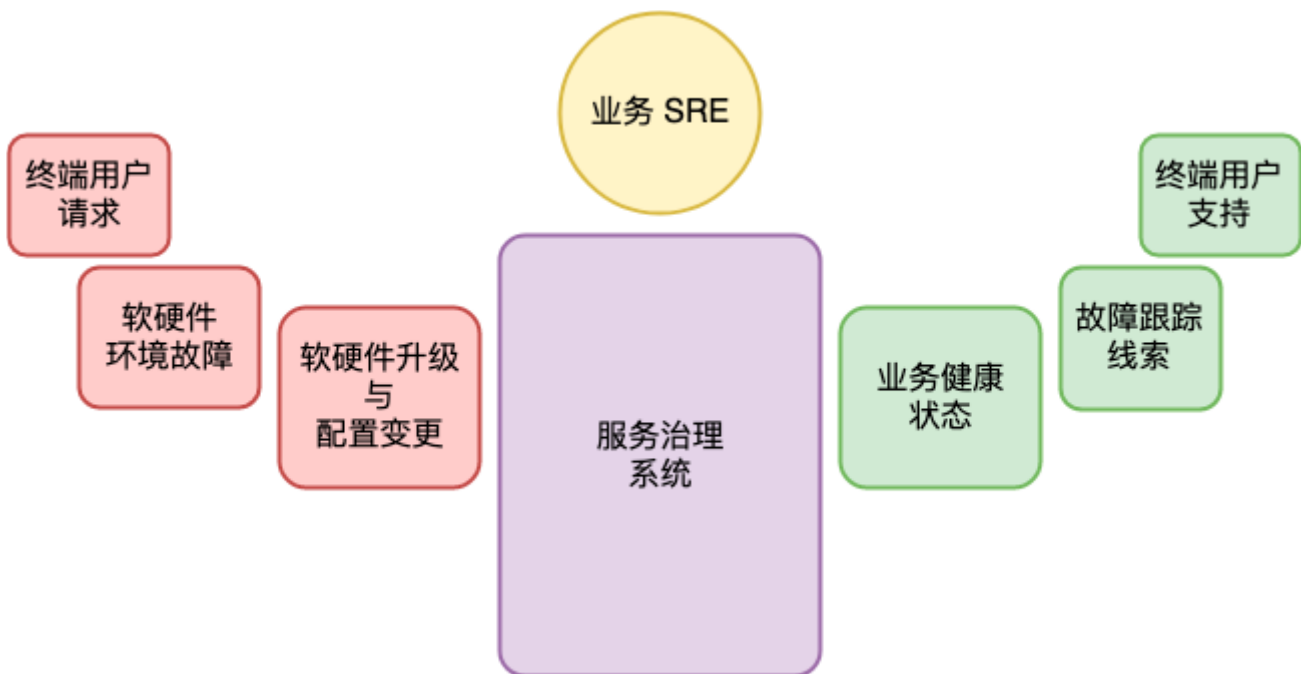 业务 SRE
终端用户
请求
软硬件
环境故障
软硬件升级
与
配置变更
服务治理
系统
业务健康
状态
故障跟踪
线索
终端用户
支持